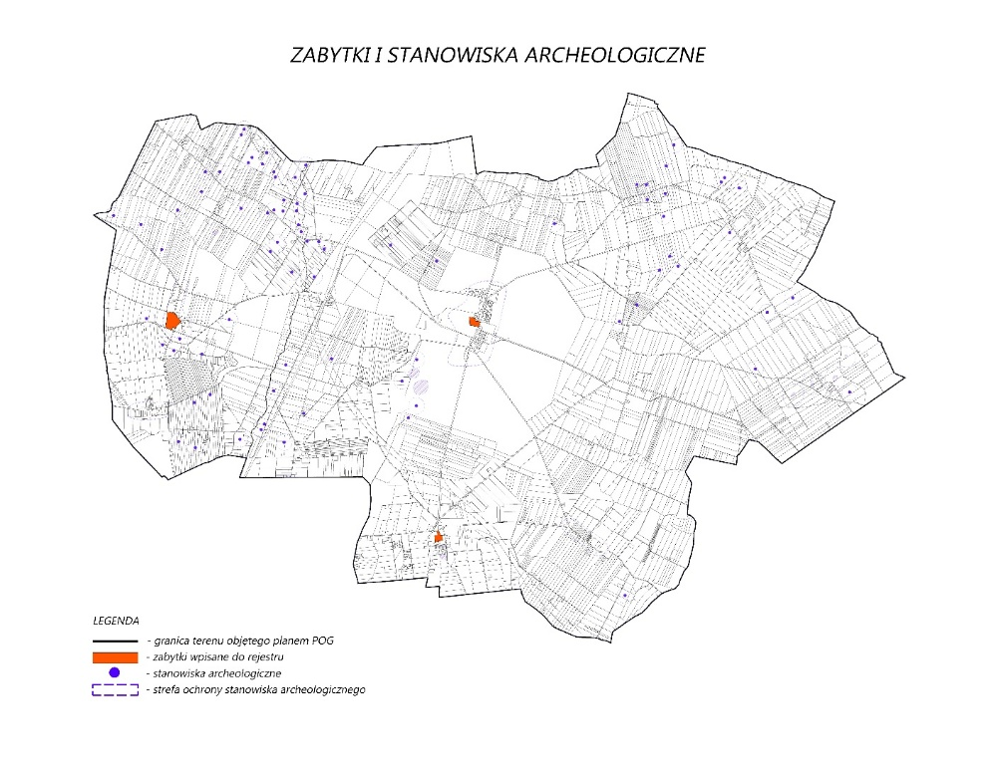 ZABYTKI I STANOWISKA ARCHEOLOGICZNE
LEGENDA
- granica terenu objętego planem POG
- zabytki wpisane do rejestru
- stanowiska archeologiczne
- strefa ochrony stanowiska archeologicznego